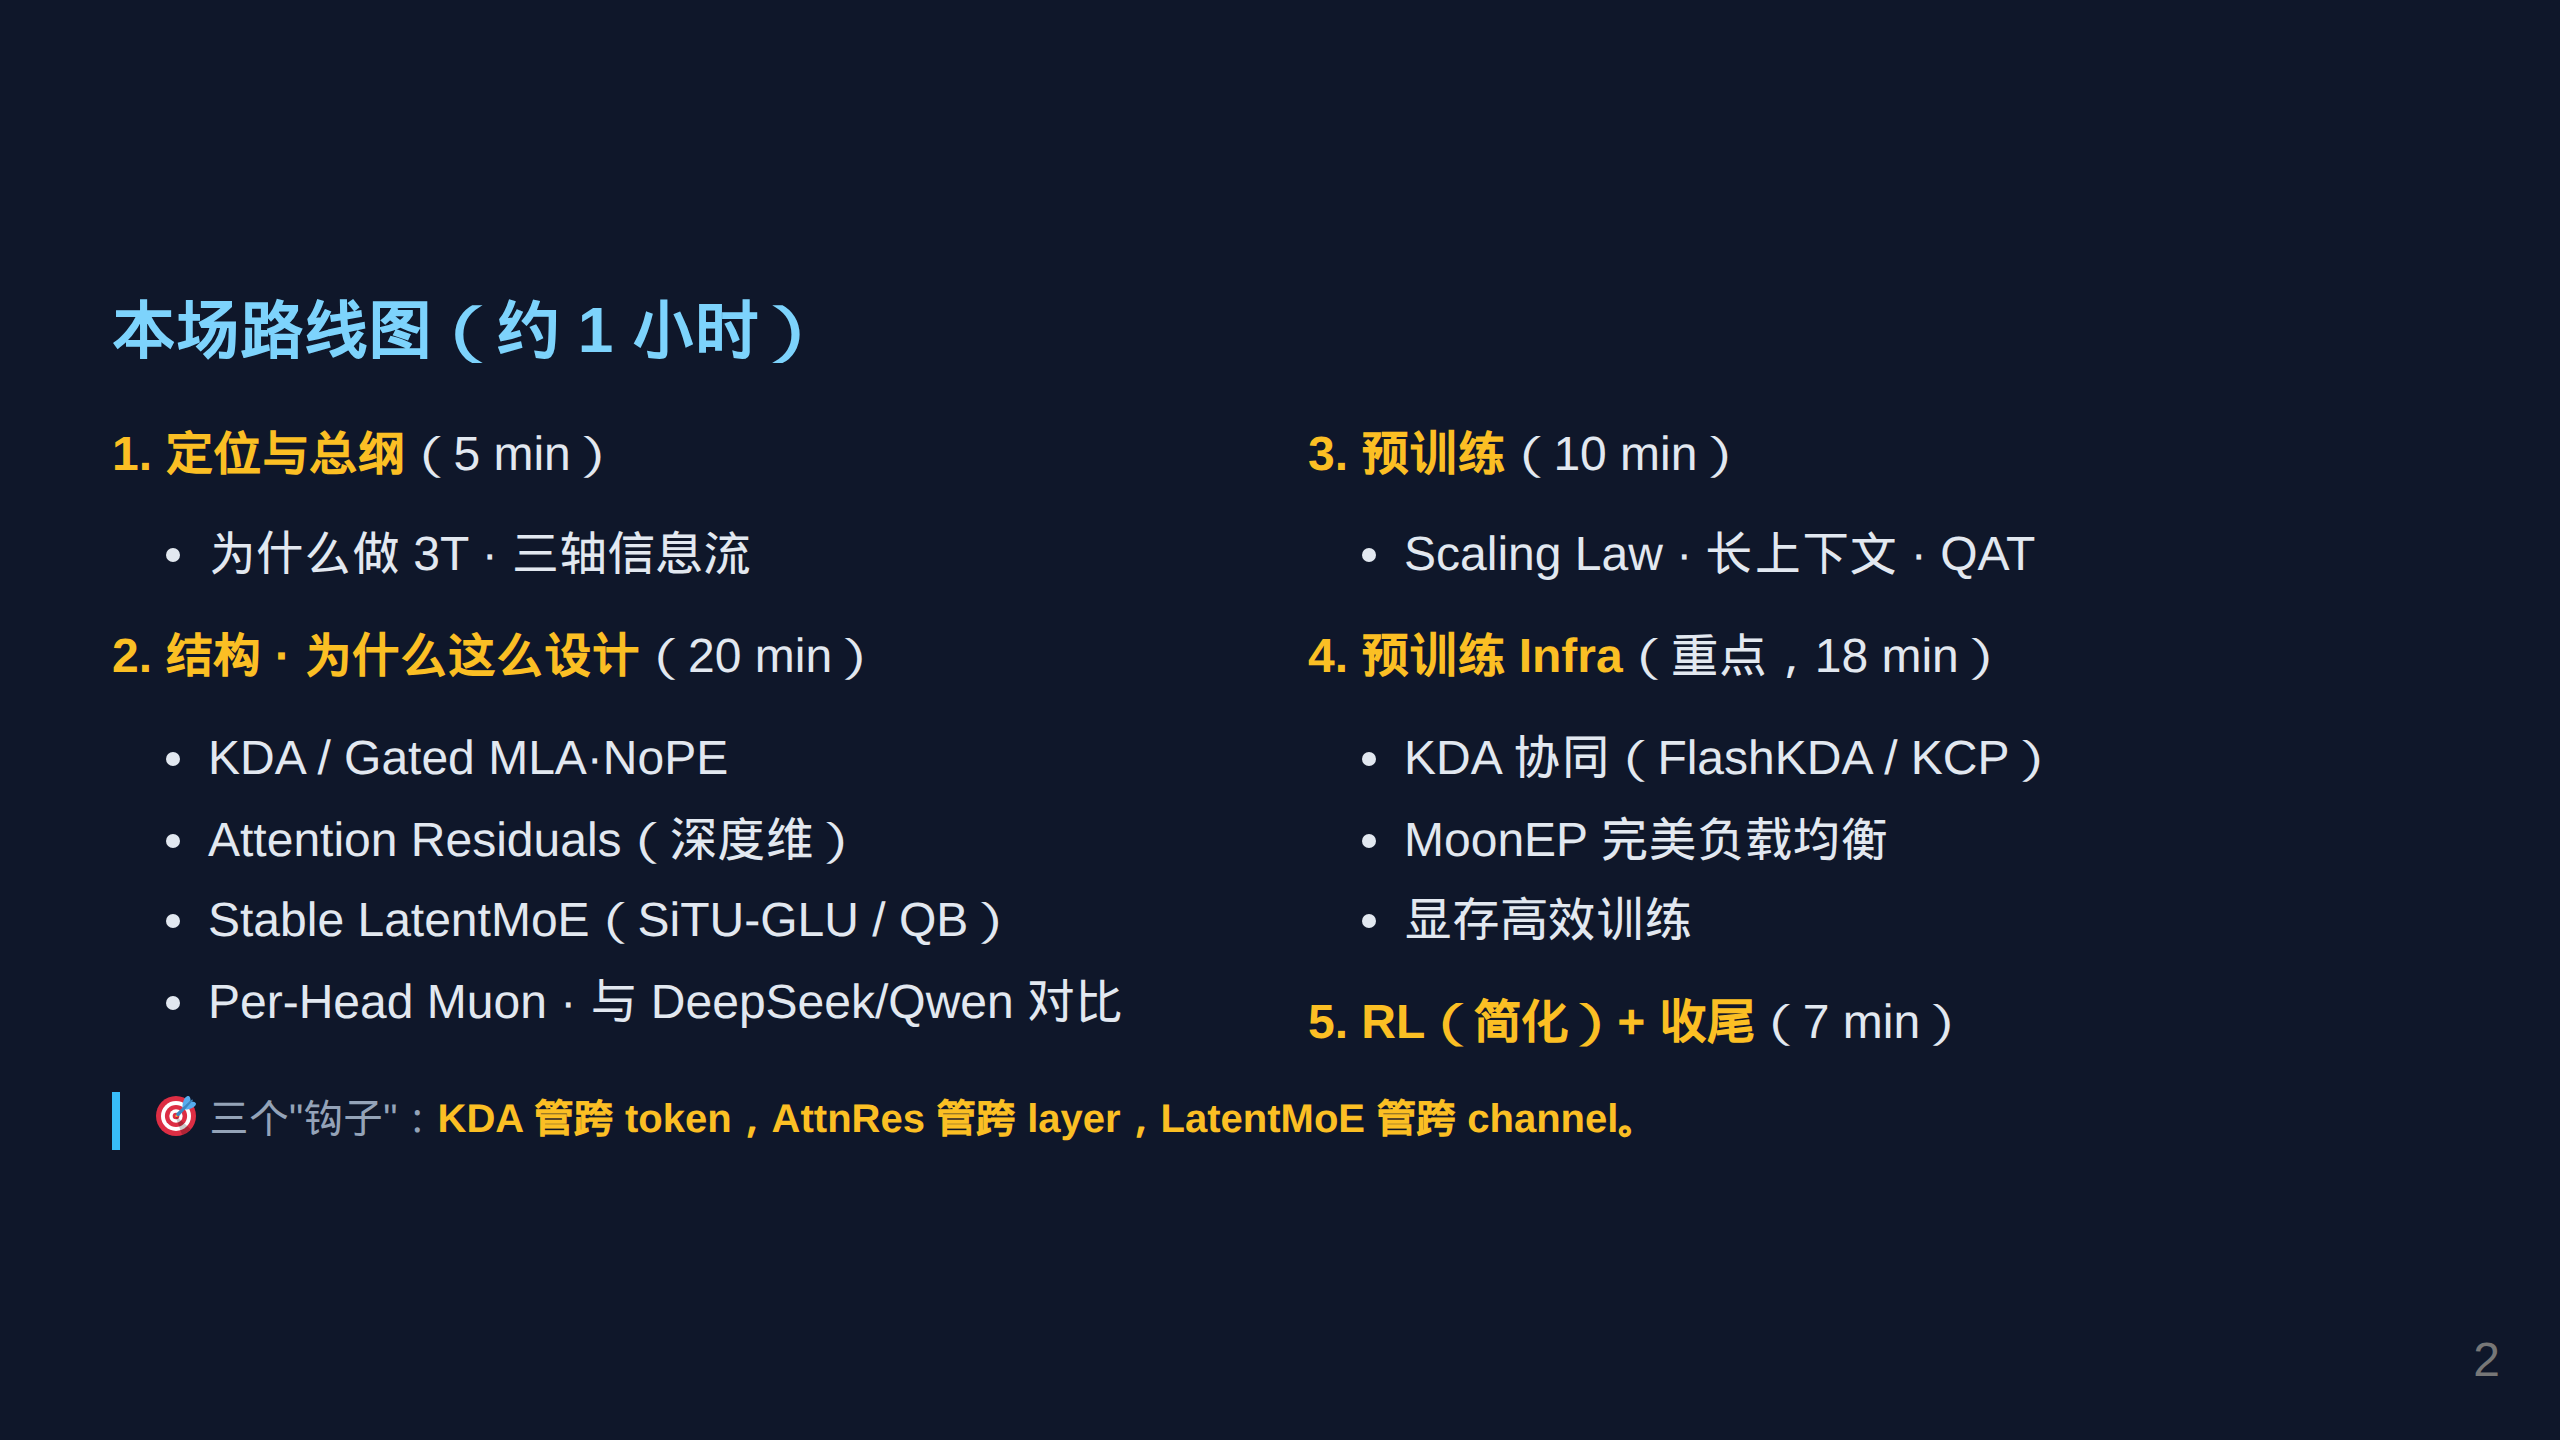 本场路线图（约 1 小时）
1. 定位与总纲（5 min）
• 为什么做 3T · 三轴信息流
2. 结构 · 为什么这么设计（20 min）
• KDA / Gated MLA·NoPE
• Attention Residuals（深度维）
• Stable LatentMoE（SiTU-GLU / QB）
• Per-Head Muon · 与 DeepSeek/Qwen 对比
3. 预训练（10 min）
• Scaling Law · 长上下文 · QAT
4. 预训练 Infra（重点，18 min）
• KDA 协同（FlashKDA / KCP）
• MoonEP 完美负载均衡
• 显存高效训练
5. RL（简化）+ 收尾（7 min）
🎯 三个"钩子"：KDA 管跨 token，AttnRes 管跨 layer，LatentMoE 管跨 channel。
2